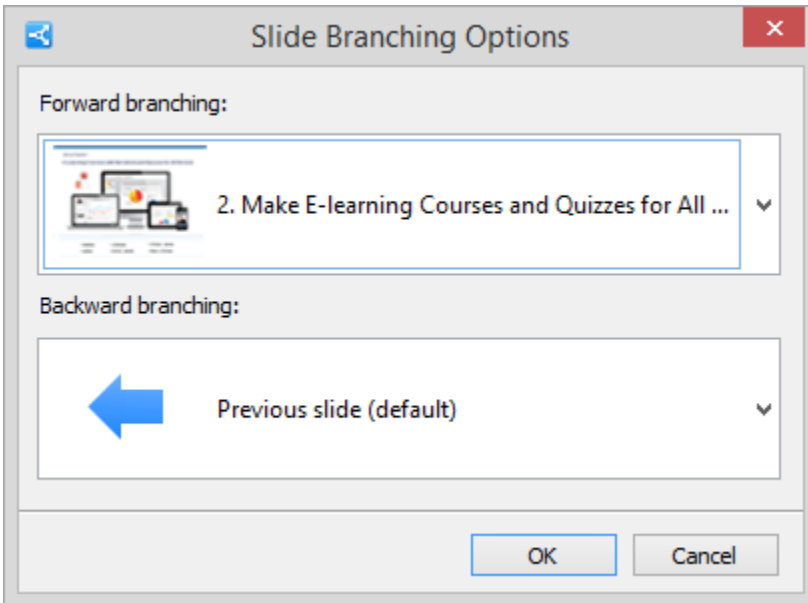 Slide Branching Options
Forward branching:
2. Make E-learning Courses and Quizzes for All ...
Backward branching:
Previous slide (default)
OK
Cancel